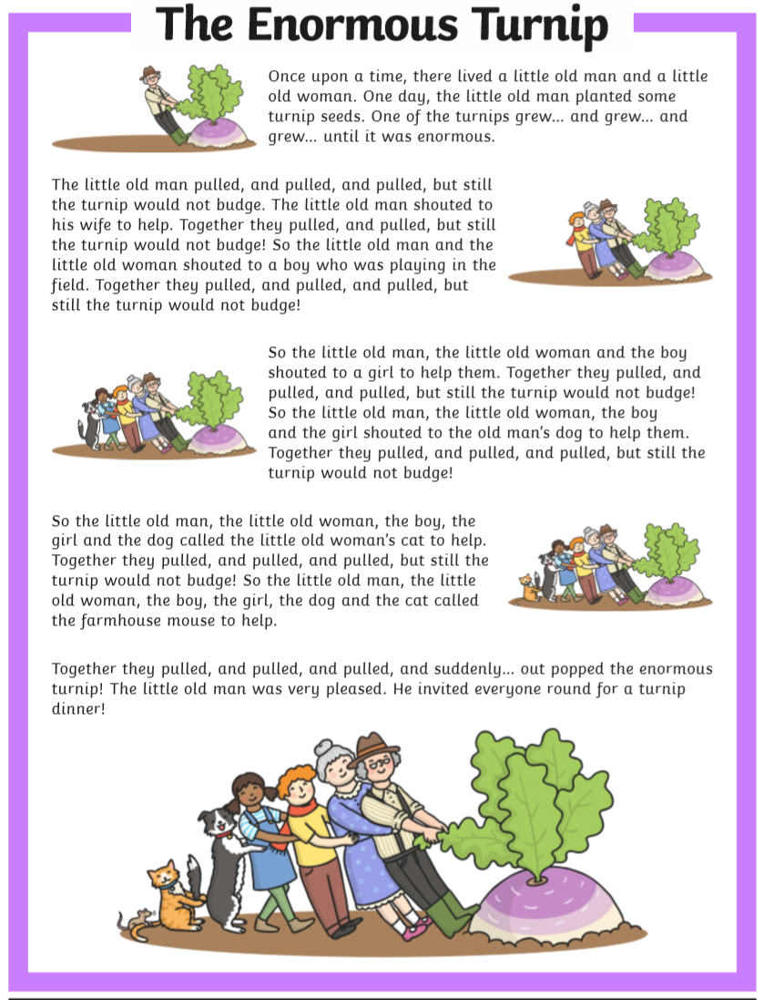 The Enormous Turnip
Once upon a time, there lived a little old man and a little
old woman. One day, the little old man planted some
turnip seeds. One of the turnips grew... and grew... and
grew... until it was enormous.
The little old man pulled, and pulled, and pulled, but still
the turnip would not budge. The little old man shouted to
his wife to help. Together they pulled, and pulled, but still
the turnip would not budge! So the little old man and the
little old woman shouted to a boy who was playing in the
field. Together they pulled, and pulled, and pulled, but
still the turnip would not budge!
So the little old man, the little old woman and the boy
shouted to a girl to help them. Together they pulled, and
pulled, and pulled, but still the turnip would not budge!
So the little old man, the little old woman, the boy
and the girl shouted to the old man's dog to help them.
Together they pulled, and pulled, and pulled, but still the
turnip would not budge!
So the little old man, the little old woman, the boy, the
girl and the dog called the little old woman's cat to help.
Together they pulled, and pulled, and pulled, but still the
turnip would not budge! So the little old man, the little
old woman, the boy, the girl, the dog and the cat called
the farmhouse mouse to help.
Together they pulled, and pulled, and pulled, and suddenly... out popped the enormous
turnip! The little old man was very pleased. He invited everyone round for a turnip
dinner!